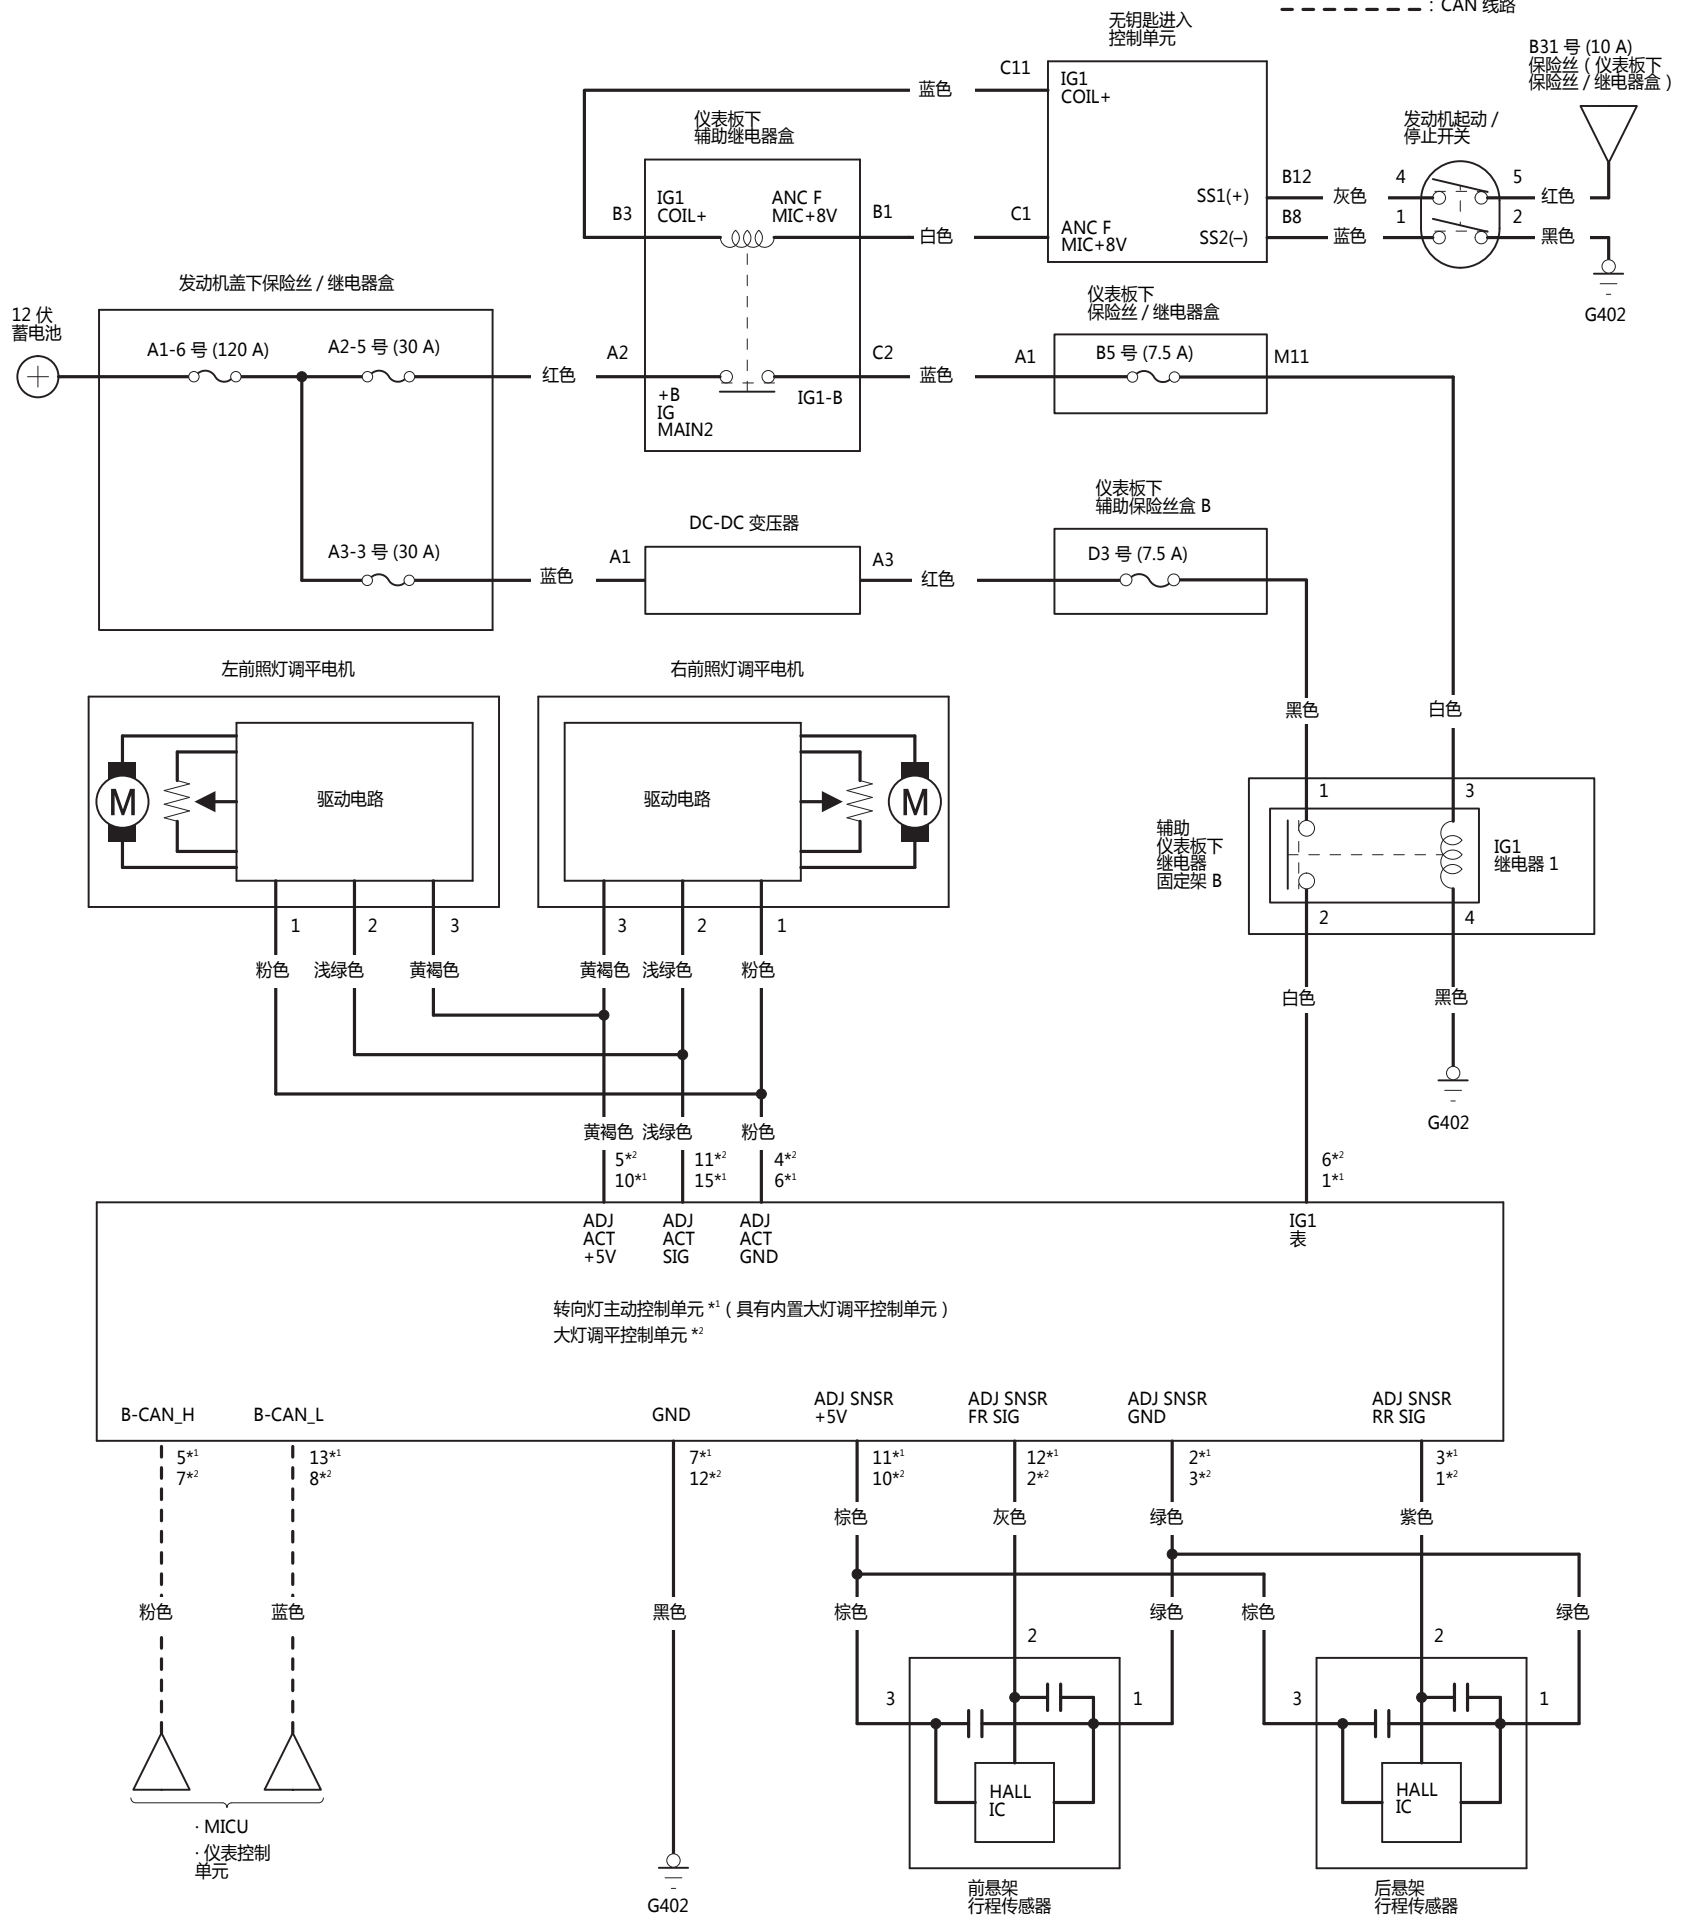 : CAN 线路
无钥匙进入
控制单元
B31 号 (10 A)
保险丝 ( 仪表板下
保险丝 / 继电器盒 )
C11
蓝色
IG1
COIL+
仪表板下
辅助继电器盒
发动机起动 /
停止开关
IG1
COIL+
ANC F
MIC+8V
B3
B1
白色
C1
ANC F
MIC+8V
SS1(+)
B12
灰色
4
5
红色
SS2(–)
B8
蓝色
1
2
黑色
G402
发动机盖下保险丝 / 继电器盒
仪表板下
保险丝 / 继电器盒
12 伏
蓄电池
A1-6 号 (120 A)
A2-5 号 (30 A)
红色
A2
+B
IG
MAIN2
IG1-B
C2
蓝色
A1
B5 号 (7.5 A)
M11
仪表板下
辅助保险丝盒 B
DC-DC 变压器
A3-3 号 (30 A)
蓝色
A1
A3
红色
D3 号 (7.5 A)
左前照灯调平电机
右前照灯调平电机
黑色
白色
M
驱动电路
驱动电路
M
1
3
辅助
仪表板下
继电器
固定架 B
IG1
继电器 1
2
4
1
2
3
3
2
1
粉色
浅绿色
黄褐色
黄褐色
浅绿色
粉色
白色
黑色
G402
黄褐色
浅绿色
粉色
5*2
10*1
11*2
15*1
4*2
6*1
6*2
1*1
ADJ
ACT
+5V
ADJ
ACT
SIG
ADJ
ACT
GND
IG1
表
转向灯主动控制单元 *1 ( 具有内置大灯调平控制单元 )
大灯调平控制单元 *2
B-CAN_H
B-CAN_L
GND
ADJ SNSR
+5V
ADJ SNSR
FR SIG
ADJ SNSR
GND
ADJ SNSR
RR SIG
5*1
7*2
13*1
8*2
7*1
12*2
11*1
10*2
12*1
2*2
2*1
3*2
3*1
1*2
棕色
灰色
绿色
紫色
粉色
蓝色
黑色
棕色
绿色
棕色
绿色
2
2
3
1
3
1
HALL
IC
HALL
IC
· MICU
· 仪表控制
单元
G402
前悬架
行程传感器
后悬架
行程传感器